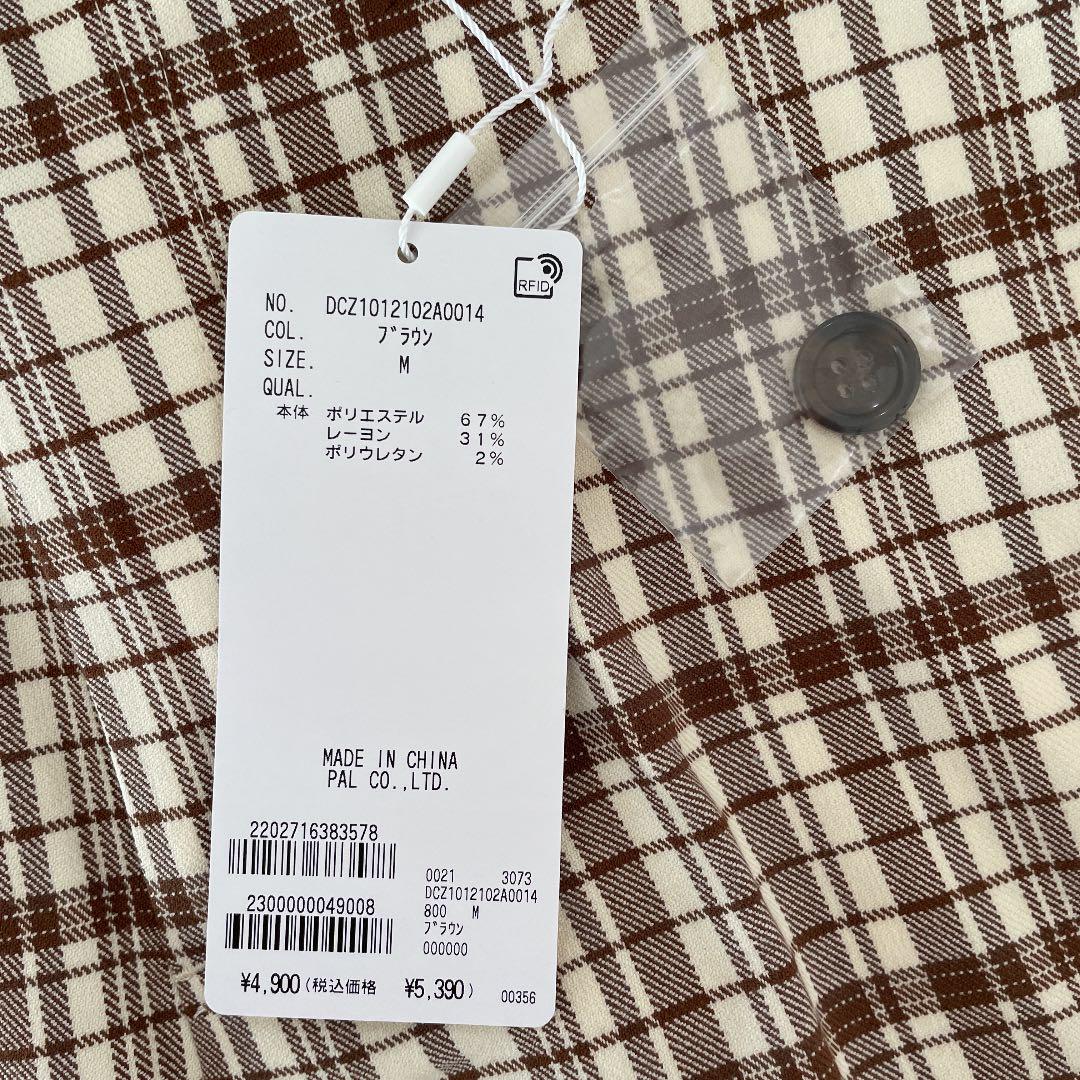 RFID
NO. DCZ1012102A0014
COL. ブラウン
SIZE. M
QUAL.
本体 ポリエステル 67%
レーヨン 31%
ポリウレタン 2%
MADE IN CHINA
PAL CO.,LTD.
2202716383578
2300000049008
0021 3073
DCZ1012102A0014
800 M
ブラウン
000000
¥4,900(税込価格 ¥5,390)
00356